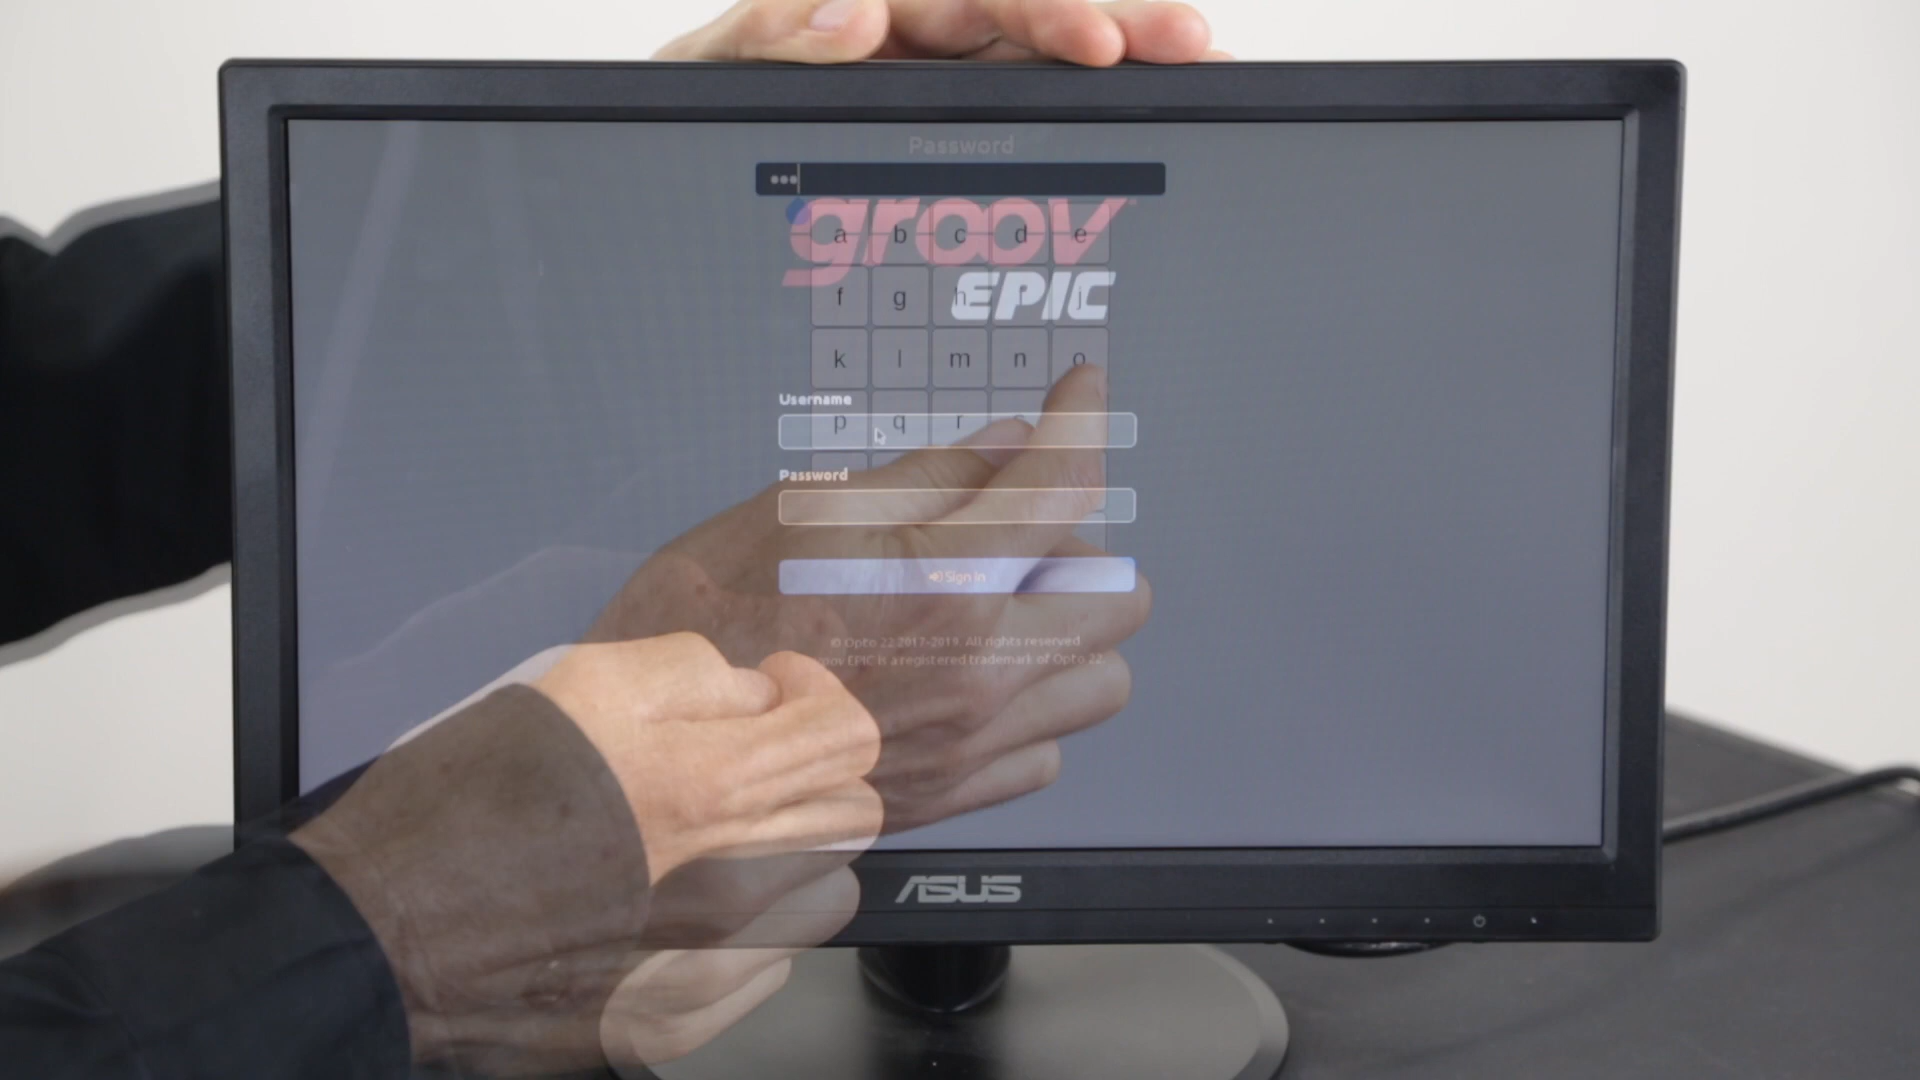 Password
groov
a b c d e
EPIC
f g h j
k l m n o
Username
p q r s
Password
Sign in
© Opto 22 2017-2019. All rights reserved
EPIC is a registered trademark of Opto 22
ASUS